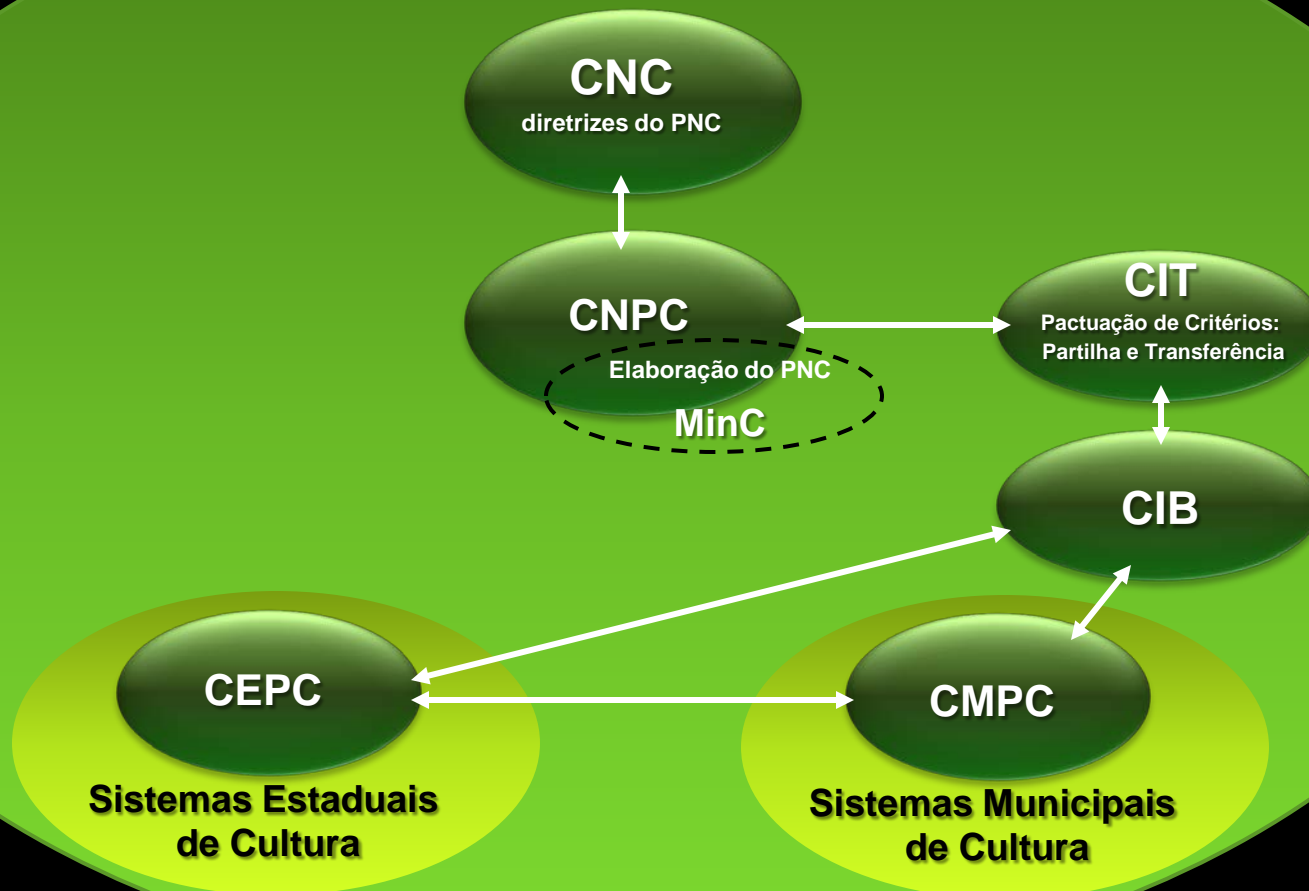 CNC
diretrizes do PNC
CNPC
Elaboração do PNC
MinC
CIT
Pactuação de Critérios:
Partilha e Transferência
CIB
CEPC
Sistemas Estaduais
de Cultura
CMPC
Sistemas Municipais
de Cultura